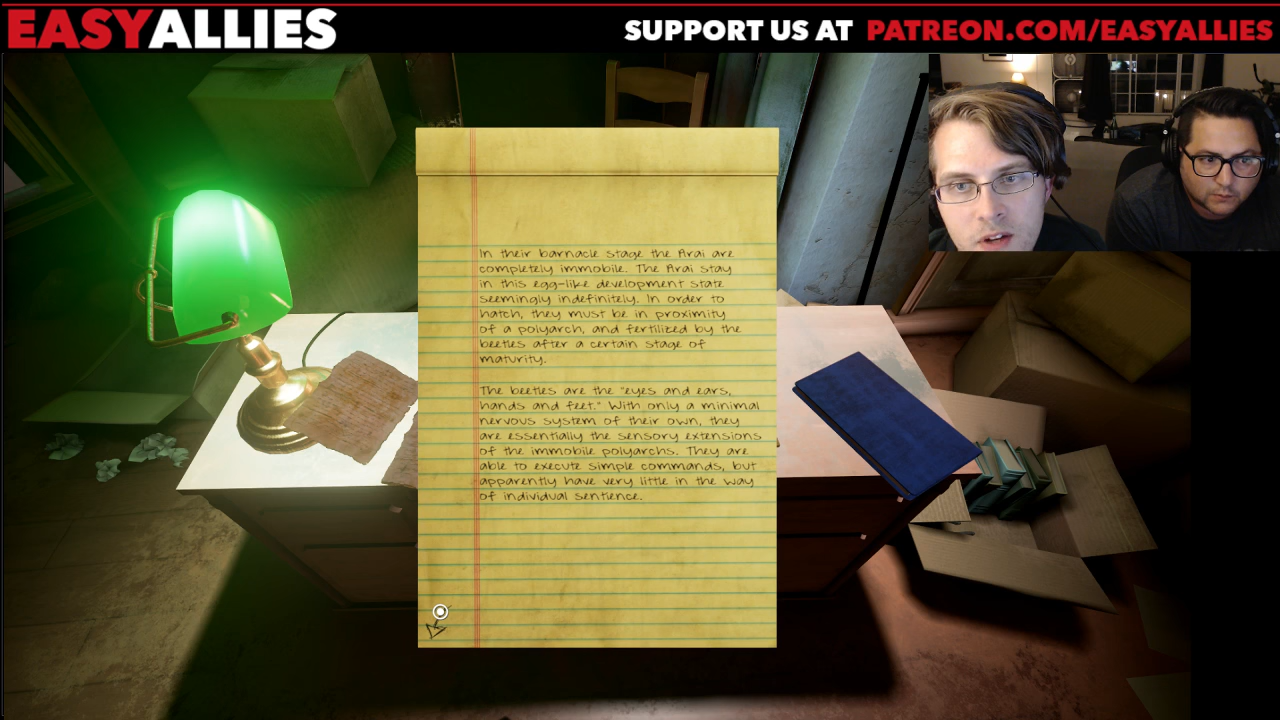 EASYALLIES
SUPPORT US AT PATREON.COM/EASYALLIES
In their barnacle stage the Arai are
completely immobile. The Arai stay
in this egg-like development state
seemingly indefinitely. In order to
hatch, they must be in proximity
of a polyarch, and fertilized by the
beetles after a certain stage of
maturity.
The beetles are the "eyes and ears,
hands and feet." With only a minimal
nervous system of their own, they
are essentially the sensory extensions
of the immobile polyarchs. They are
able to execute simple commands, but
apparently have very little in the way
of individual sentience.